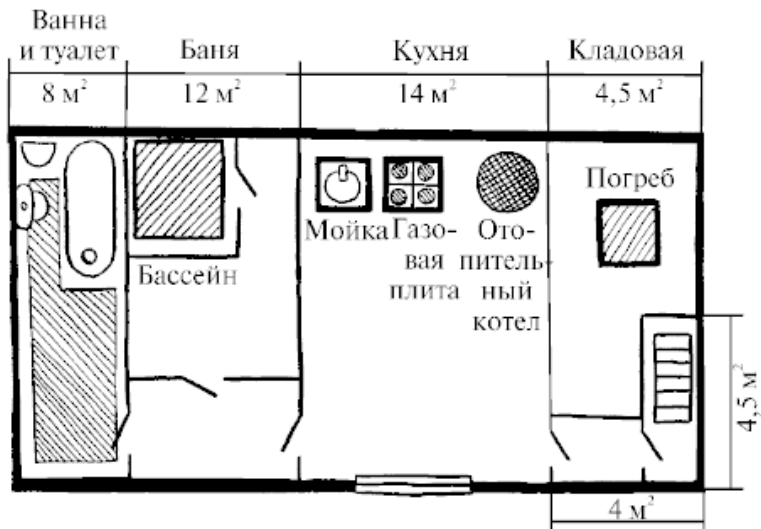 Ванна
и туалет
Баня
Кухня
Кладовая
8 м²
12 м²
14 м²
4,5 м²
Погреб
Мойка
Газо-
вая
плита
Ото-
питель-
ный
котел
Бассейн
4,5 м²
4 м²